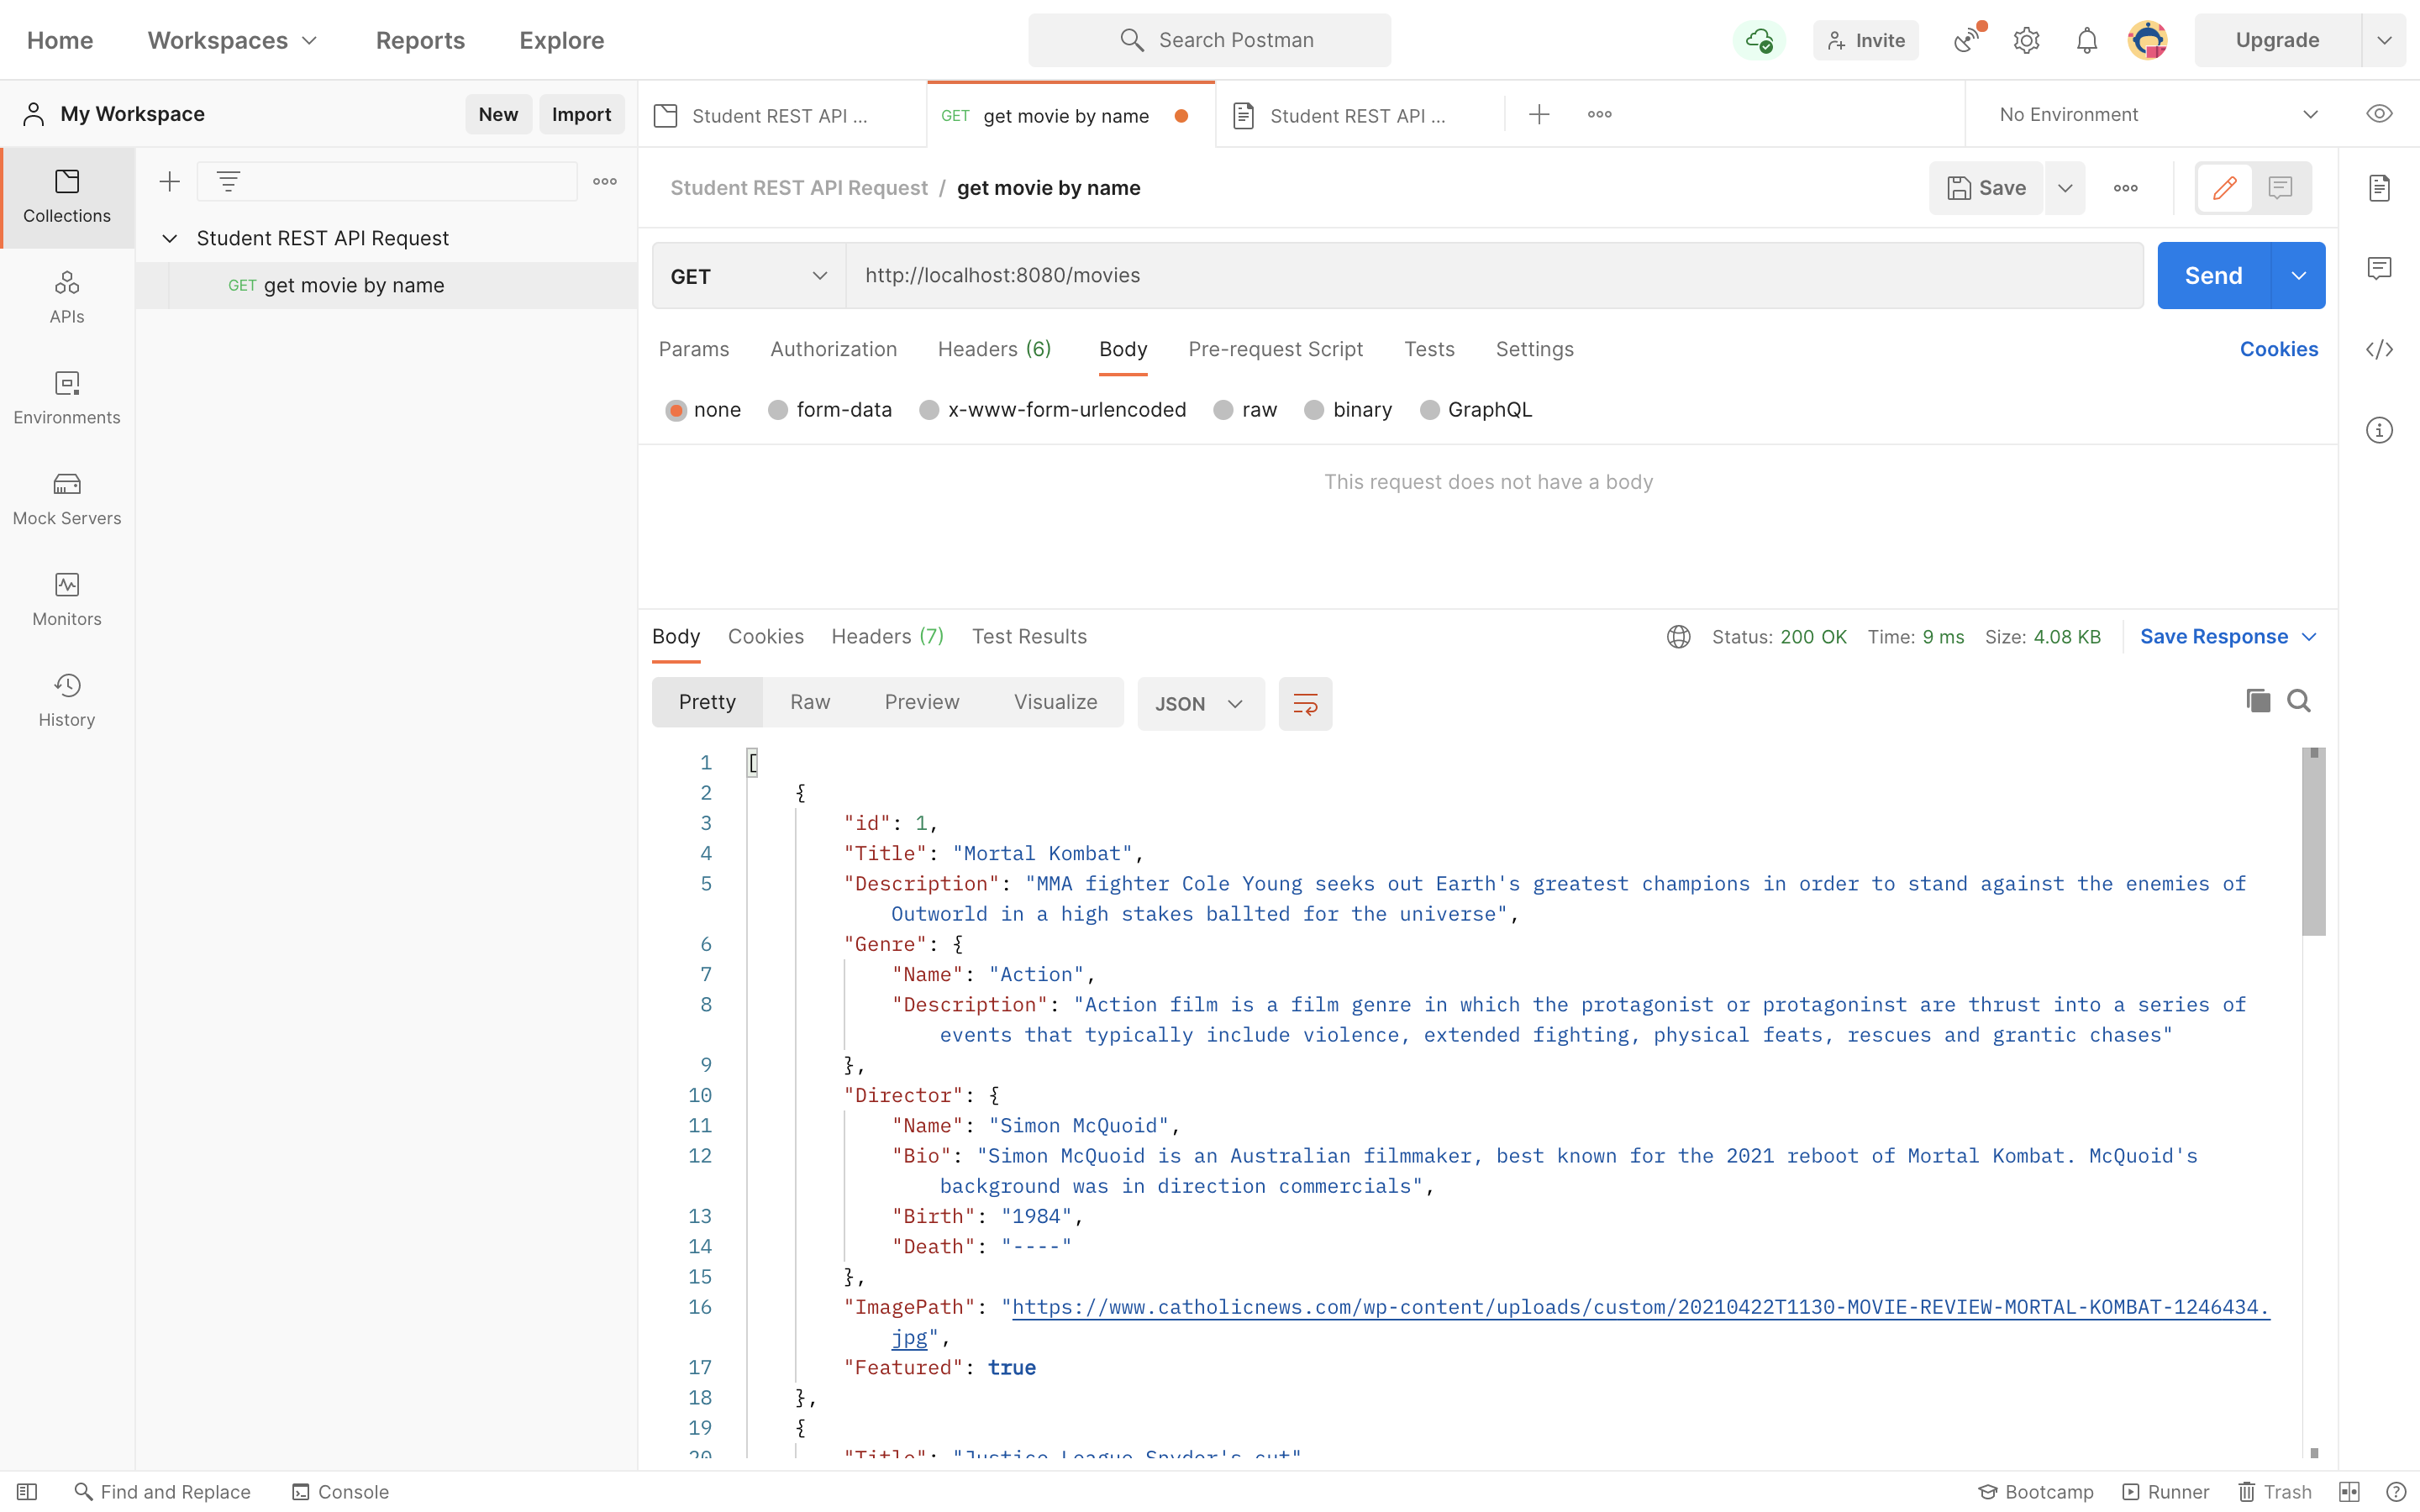 Home Workspaces Reports Explore Search Postman Invite Upgrade
My Workspace New Import Student REST API ... GET get movie by name Student REST API ... No Environment
Collections
Student REST API Request / get movie by name Save
Student REST API Request
GET get movie by name
GET http://localhost:8080/movies Send
APIs
Params Authorization Headers (6) Body Pre-request Script Tests Settings Cookies
Environments
none form-data x-www-form-urlencoded raw binary GraphQL
This request does not have a body
Mock Servers
Monitors
Body Cookies Headers (7) Test Results Status: 200 OK Time: 9 ms Size: 4.08 KB Save Response
History
Pretty Raw Preview Visualize JSON
1 [
2 {
3 "id": 1,
4 "Title": "Mortal Kombat",
5 "Description": "MMA fighter Cole Young seeks out Earth's greatest champions in order to stand against the enemies of
Outworld in a high stakes ballted for the universe",
6 "Genre": {
7 "Name": "Action",
8 "Description": "Action film is a film genre in which the protagonist or protagoninst are thrust into a series of
events that typically include violence, extended fighting, physical feats, rescues and grantic chases"
9 },
10 "Director": {
11 "Name": "Simon McQuoid",
12 "Bio": "Simon McQuoid is an Australian filmmaker, best known for the 2021 reboot of Mortal Kombat. McQuoid's
background was in direction commercials",
13 "Birth": "1984",
14 "Death": "----"
15 },
16 "ImagePath": "https://www.catholicnews.com/wp-content/uploads/custom/20210422T1130-MOVIE-REVIEW-MORTAL-KOMBAT-1246434.
jpg",
17 "Featured": true
18 },
19 {
20 "Title": "Justice League Snyder's cut"
Find and Replace Console Bootcamp Runner Trash